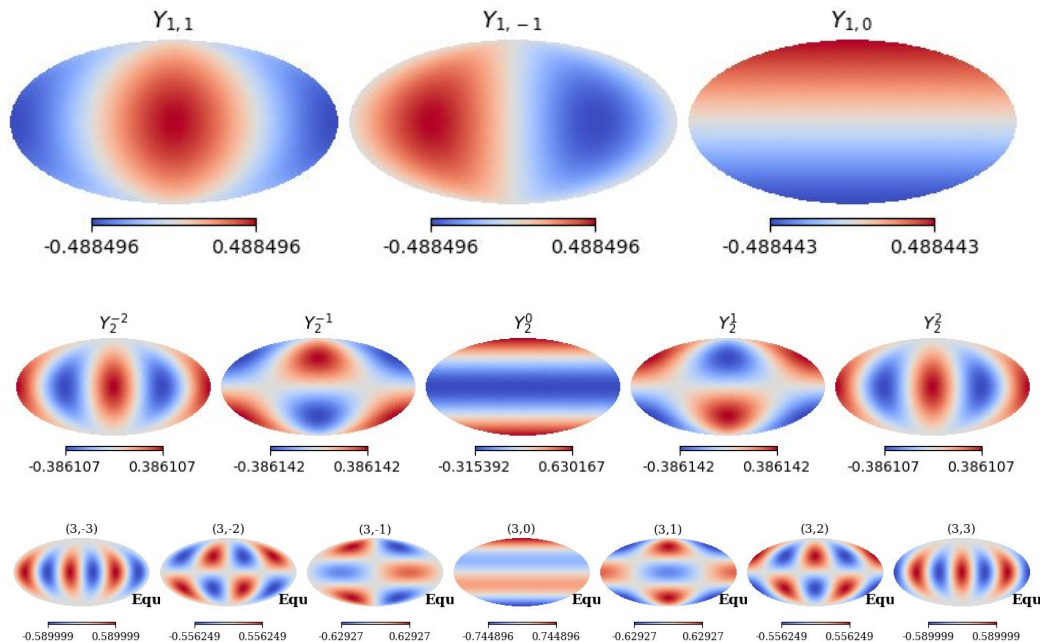 Y₁,₁ Y₁,₋₁ Y₁,₀
-0.488496 0.488496 -0.488496 0.488496 -0.488443 0.488443
Y₂⁻² Y₂⁻¹ Y₂⁰ Y₂¹ Y₂²
-0.386107 0.386107 -0.386142 0.386142 -0.315392 0.630167 -0.386142 0.386142 -0.386107 0.386107
(3,-3) (3,-2) (3,-1) (3,0) (3,1) (3,2) (3,3)
Equ Equ Equ Equ Equ Equ Equ
-0.589999 0.589999 -0.556249 0.556249 -0.62927 0.62927 -0.744896 0.744896 -0.62927 0.62927 -0.556249 0.556249 -0.589999 0.589999